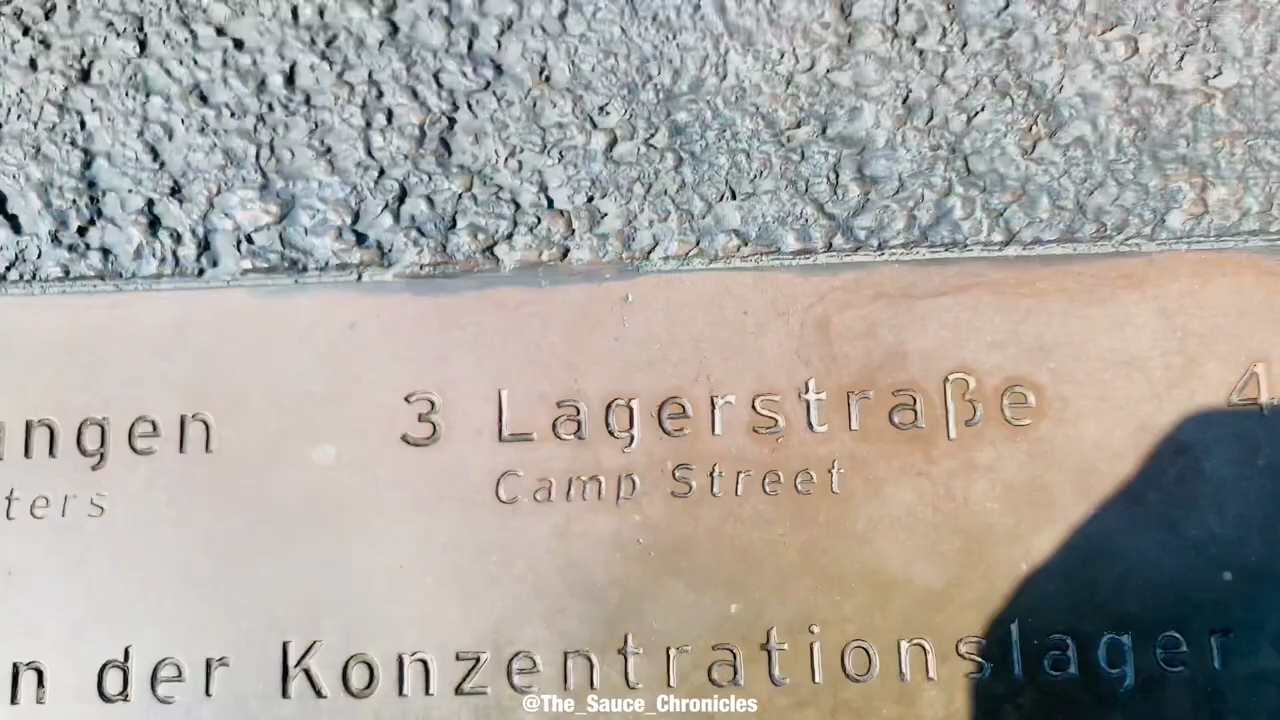 ungen 3 Lagerstraße 4
ters Camp Street
n der Konzentrationslager
@The_Sauce_Chronicles